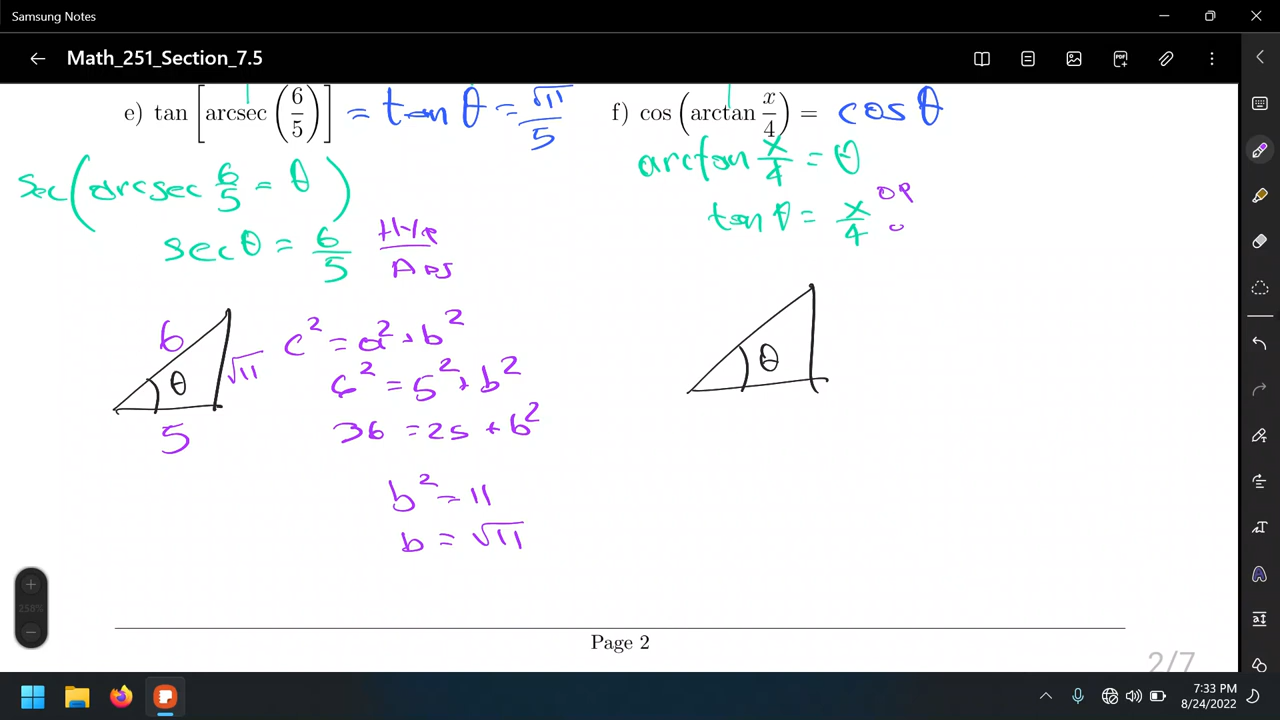 Samsung Notes
Math_251_Section_7.5
e) tan [arcsec (6/5)] = tan θ = √11/5
sec(arcsec 6/5 = θ)
sec θ = 6/5 Hyp
6
θ
√11
5
c² = a² + b²
6² = 5² + b²
36 = 25 + b²
b² = 11
b = √11
f) cos (arctan x/4) = cos θ
arctan x/4 = θ
tan θ = x/4 op
θ
Page 2
2/7
256%
7:33 PM
8/24/2022